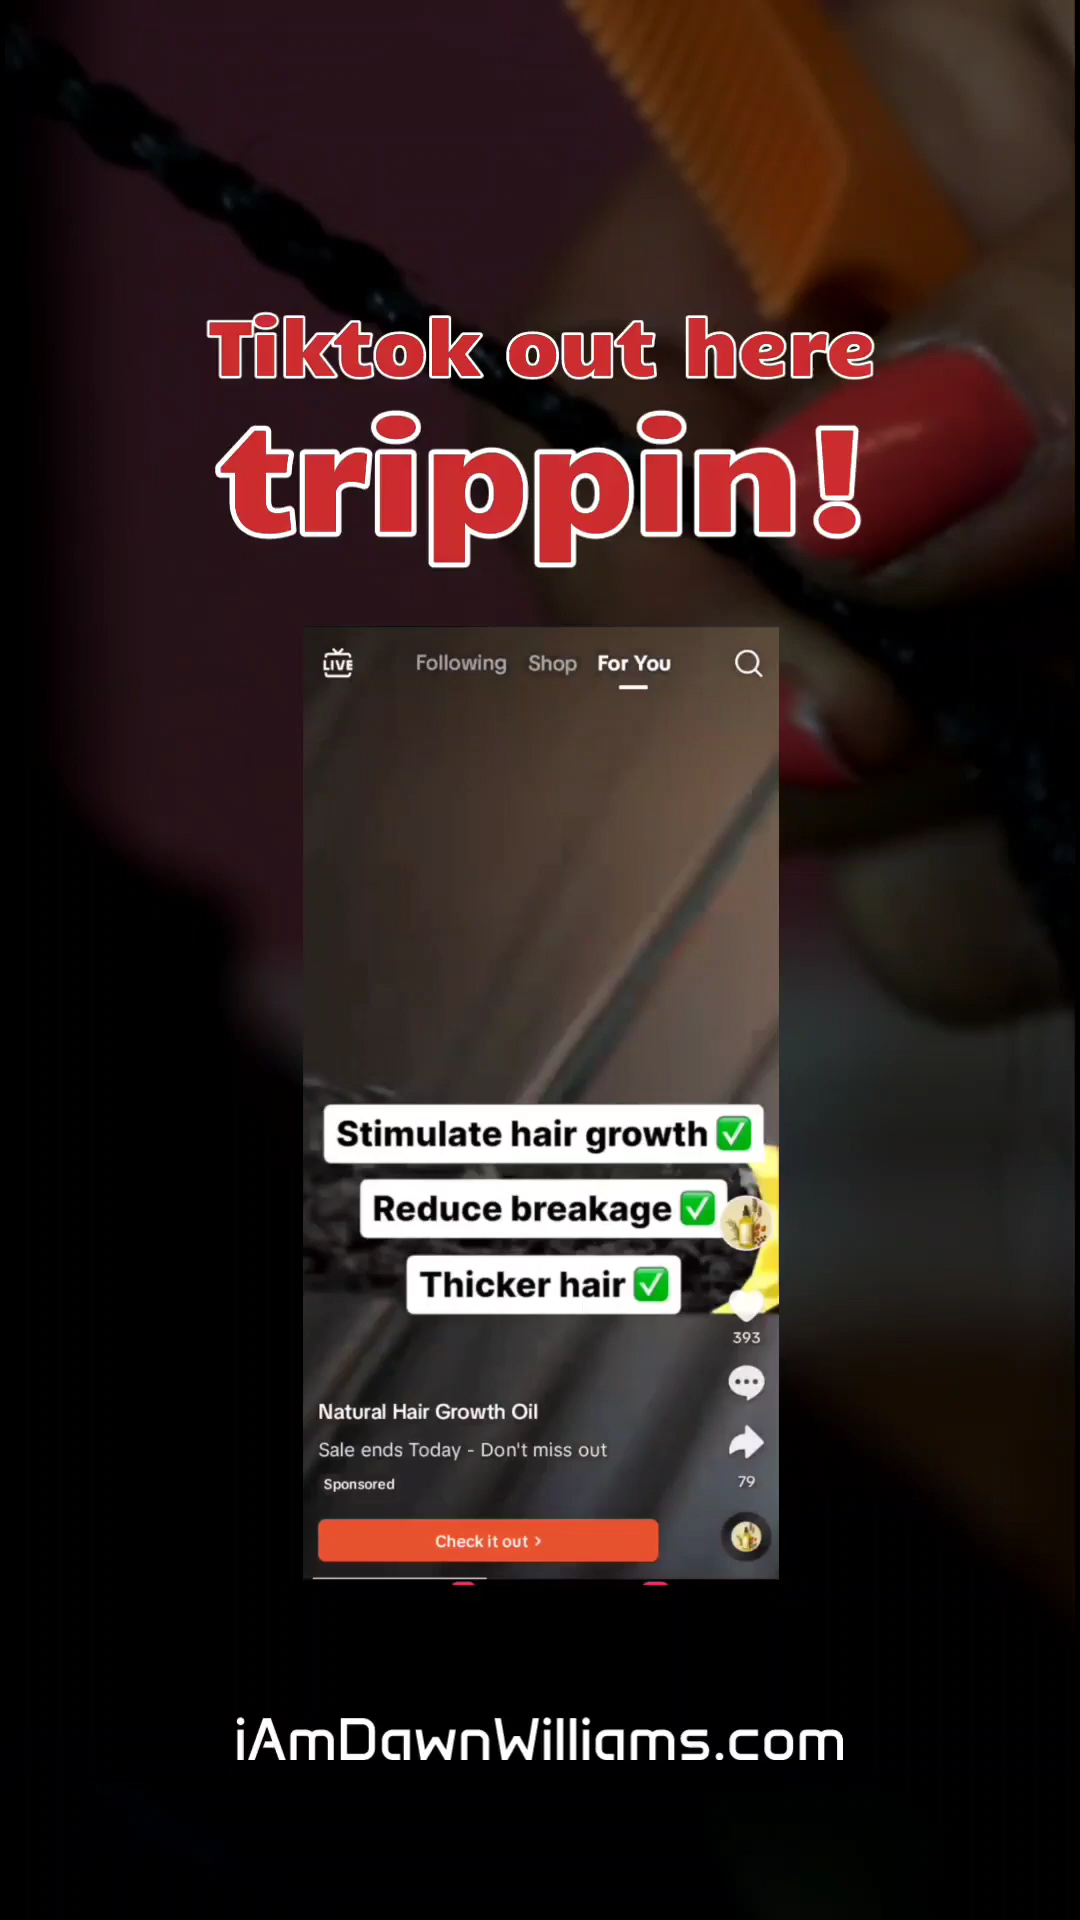 Tiktok out here
trippin!
LIVE
Following Shop For You
Stimulate hair growth ✅
Reduce breakage ✅
Thicker hair ✅
393
Natural Hair Growth Oil
Sale ends Today - Don't miss out
Sponsored
79
Check it out >
iAmDawnWilliams.com